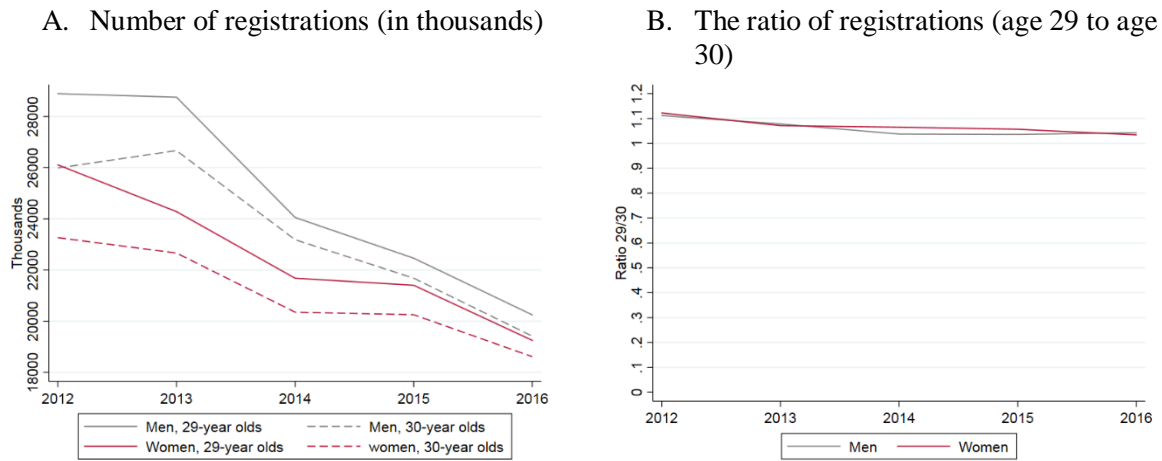 A. Number of registrations (in thousands)
Thousands
28000
26000
24000
22000
20000
18000
2012 2013 2014 2015 2016
Men, 29-year olds Men, 30-year olds
Women, 29-year olds women, 30-year olds
B. The ratio of registrations (age 29 to age
30)
Ratio 29/30
1.2
1.1
1
.9
.8
.7
.6
.5
.4
.3
.2
.1
0
2012 2013 2014 2015 2016
Men Women